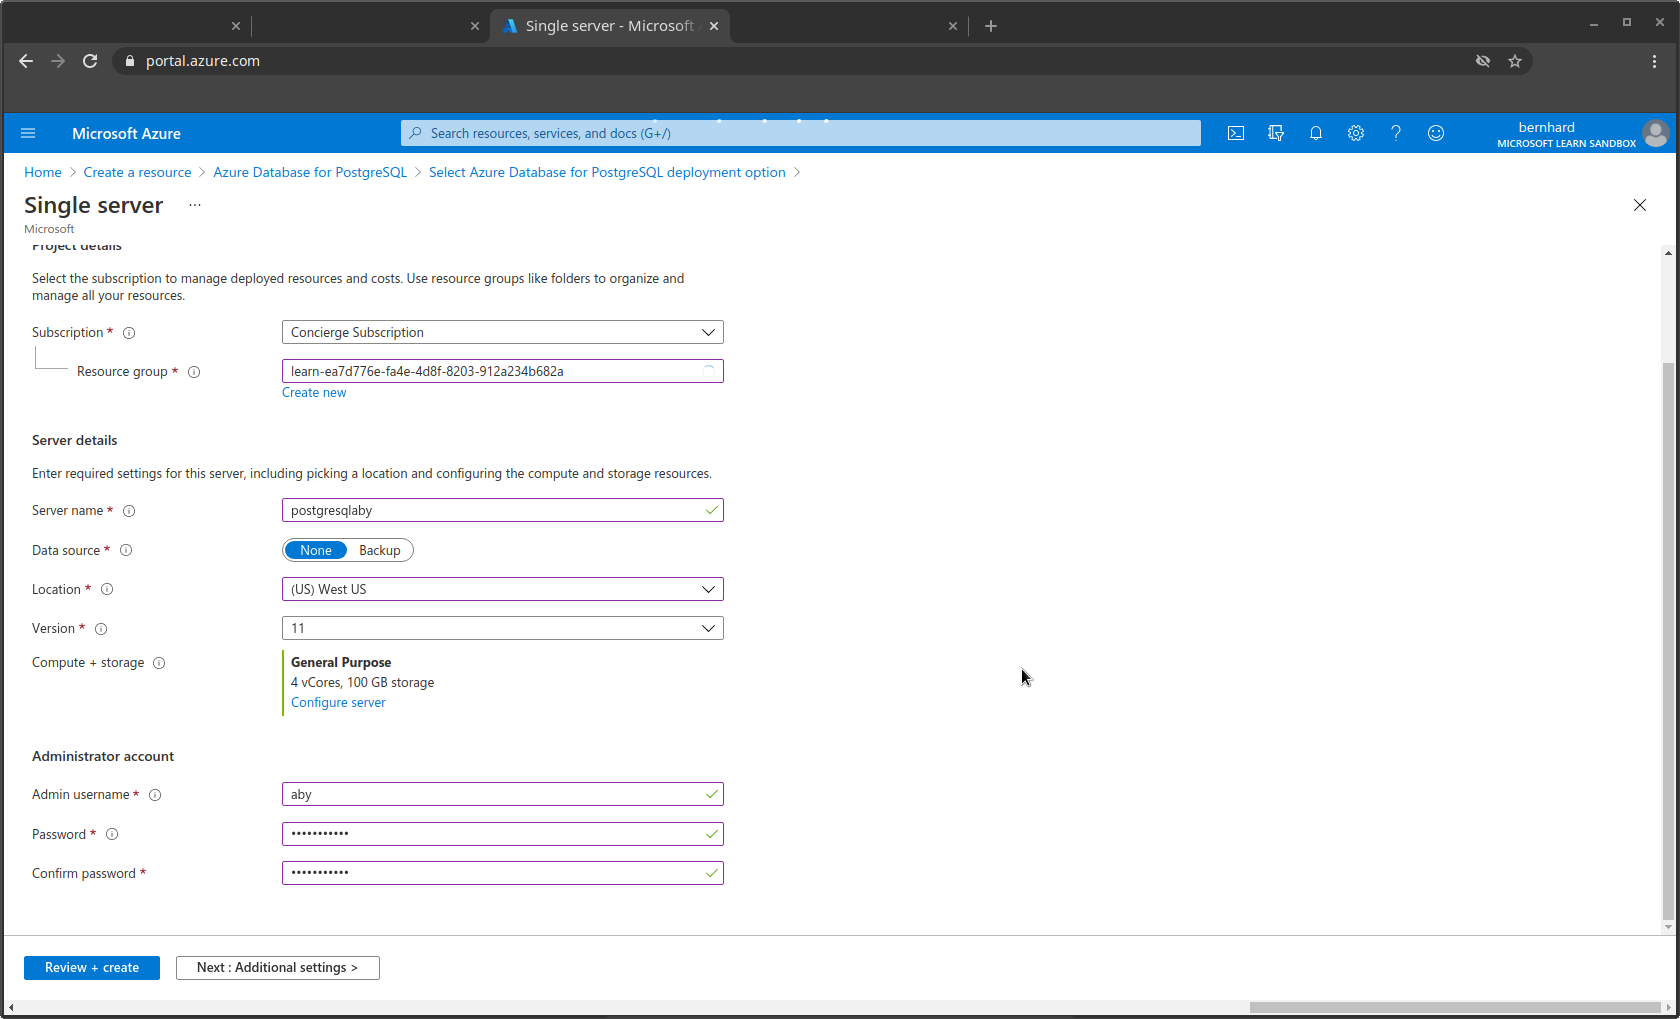 Single server - Microsoft
portal.azure.com
Microsoft Azure
Search resources, services, and docs (G+/)
bernhard
MICROSOFT LEARN SANDBOX
Home > Create a resource > Azure Database for PostgreSQL > Select Azure Database for PostgreSQL deployment option >
Single server ...
Microsoft
Project details
Select the subscription to manage deployed resources and costs. Use resource groups like folders to organize and
manage all your resources.
Subscription *
Concierge Subscription
Resource group *
learn-ea7d776e-fa4e-4d8f-8203-912a234b682a
Create new
Server details
Enter required settings for this server, including picking a location and configuring the compute and storage resources.
Server name *
postgresqlaby
Data source *
None Backup
Location *
(US) West US
Version *
11
Compute + storage
General Purpose
4 vCores, 100 GB storage
Configure server
Administrator account
Admin username *
aby
Password *
•••••••••••
Confirm password *
•••••••••••
Review + create
Next : Additional settings >